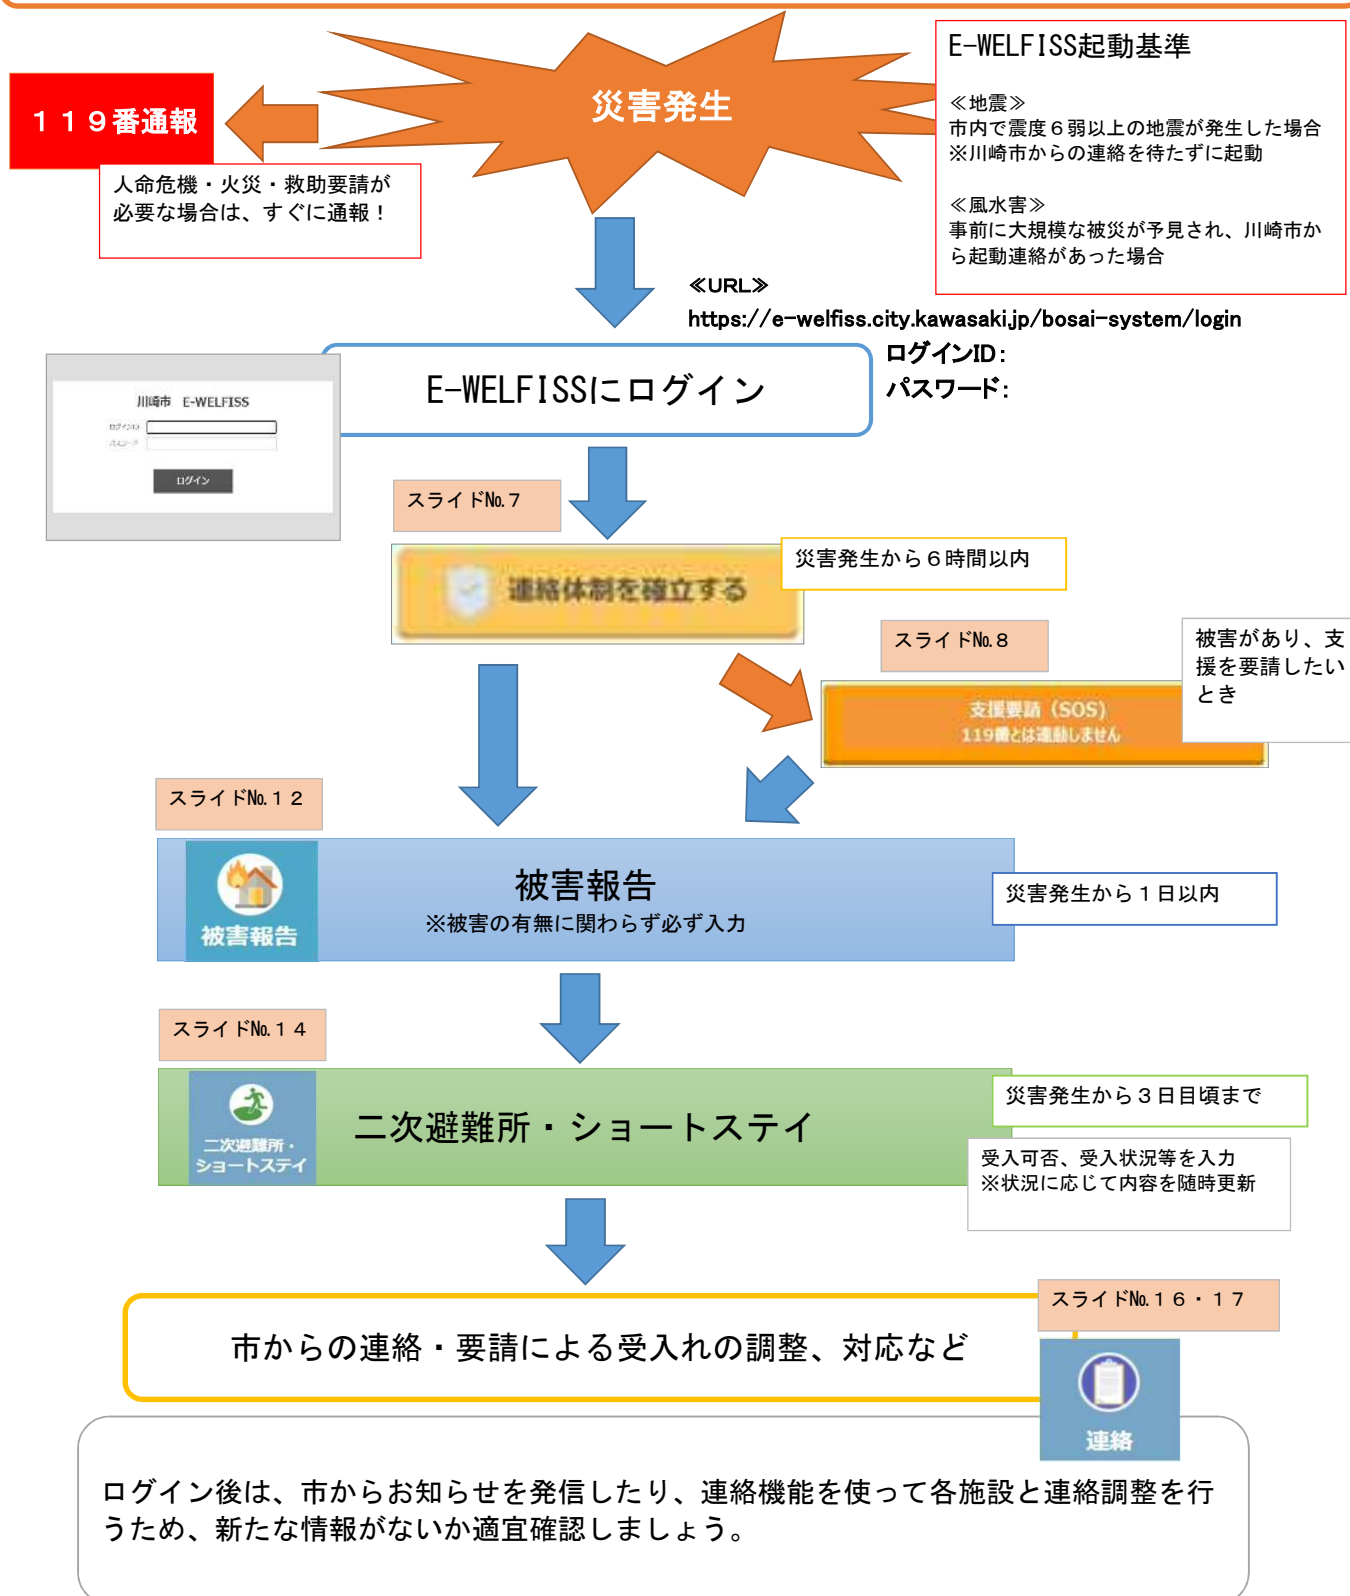 災害発生
１１９番通報
人命危機・火災・救助要請が
必要な場合は、すぐに通報！
E-WELFISS起動基準
≪地震≫
市内で震度６弱以上の地震が発生した場合
※川崎市からの連絡を待たずに起動
≪風水害≫
事前に大規模な被災が予見され、川崎市か
ら起動連絡があった場合
≪URL≫
https://e-welfiss.city.kawasaki.jp/bosai-system/login
ログインID：
パスワード：
E-WELFISSにログイン
川崎市 E-WELFISS
ログインID
パスワード
ログイン
スライド№７
連絡体制を確立する
災害発生から６時間以内
スライド№８
被害があり、支
援を要請したい
とき
支援要請（SOS）
119番とは連動しません
スライド№１２
被害報告
被害報告
※被害の有無に関わらず必ず入力
災害発生から１日以内
スライド№１４
二次避難所・
ショートステイ
二次避難所・ショートステイ
災害発生から３日目頃まで
受入可否、受入状況等を入力
※状況に応じて内容を随時更新
スライド№１６・１７
市からの連絡・要請による受入れの調整、対応など
連絡
ログイン後は、市からお知らせを発信したり、連絡機能を使って各施設と連絡調整を行
うため、新たな情報がないか適宜確認しましょう。